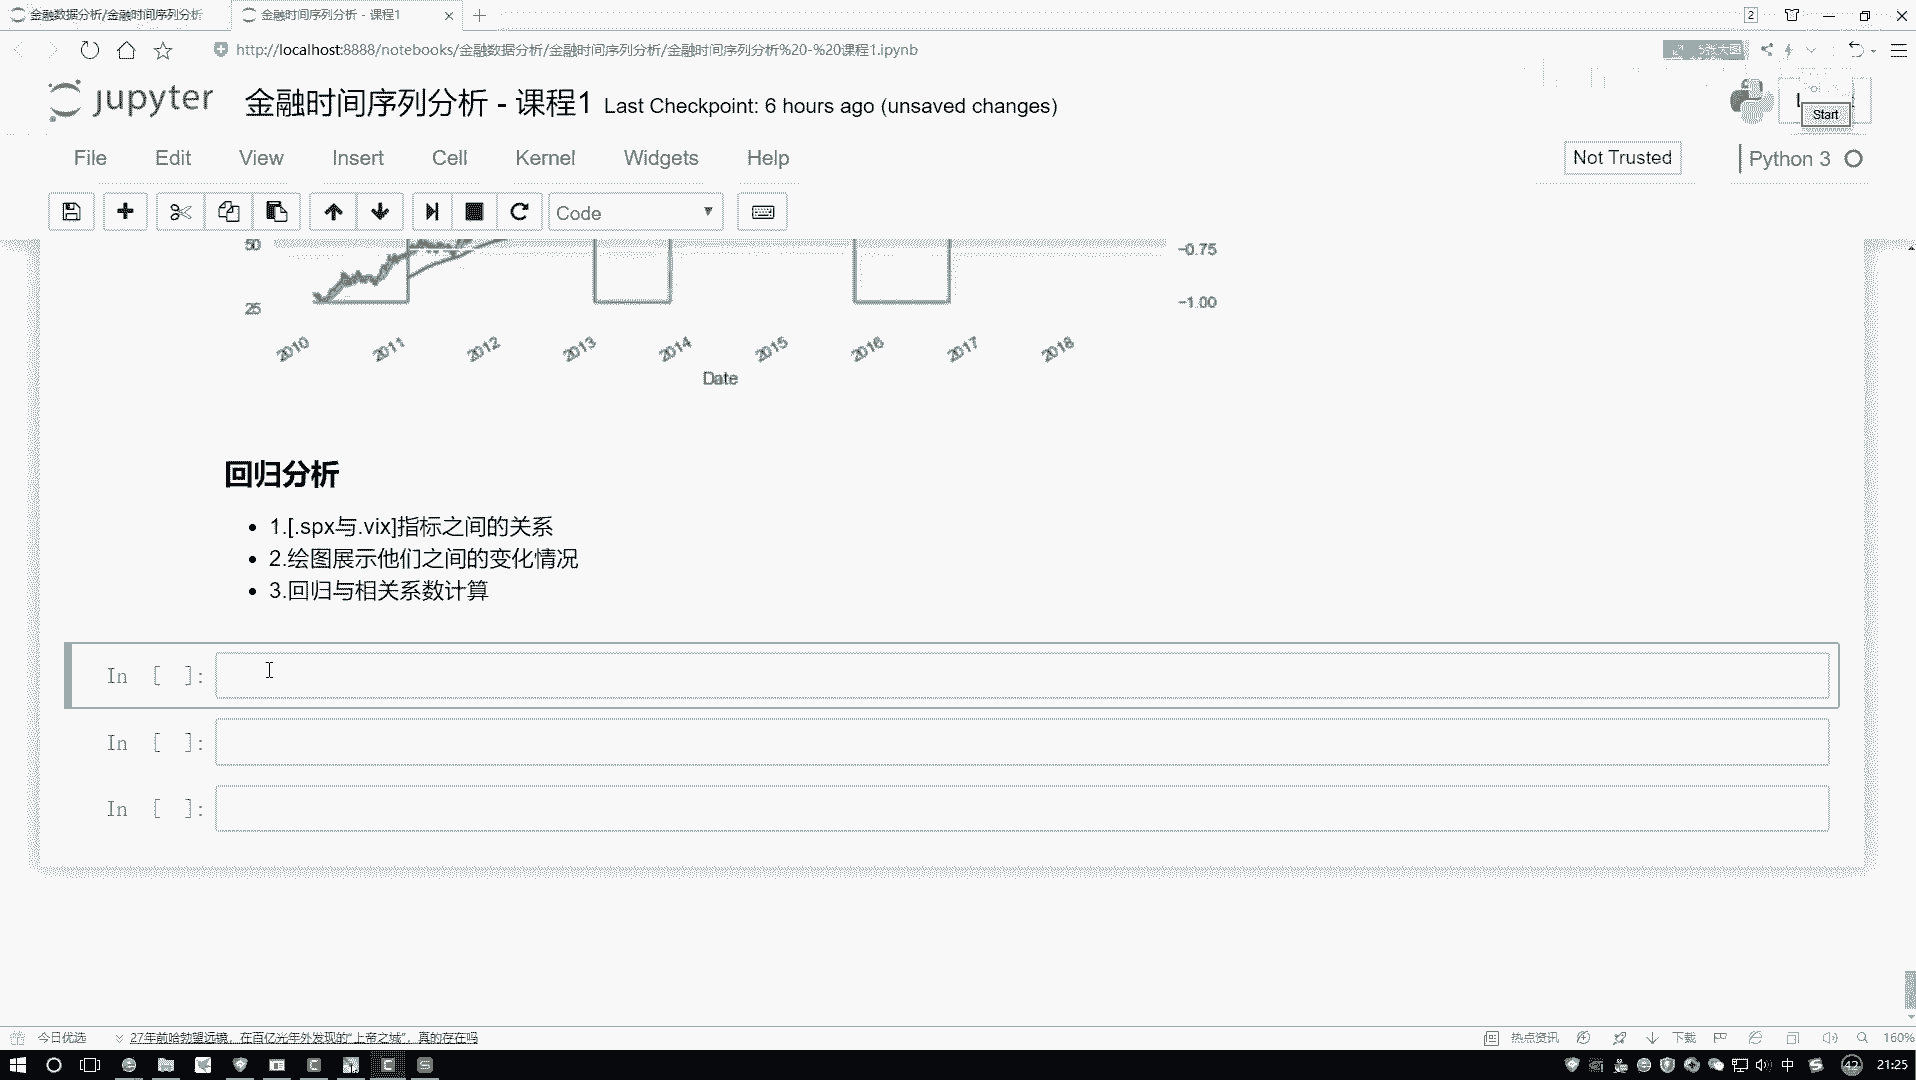 金融数据分析/金融时间序列分析
金融时间序列分析 - 课程1
2
http://localhost:8888/notebooks/金融数据分析/金融时间序列分析/金融时间序列分析%20-%20课程1.ipynb
5张大图
jupyter 金融时间序列分析 - 课程1 Last Checkpoint: 6 hours ago (unsaved changes)
Start
File Edit View Insert Cell Kernel Widgets Help
Not Trusted
Python 3
Code
50
−0.75
25
−1.00
2010 2011 2012 2013 2014 2015 2016 2017 2018
Date
回归分析
1.[.spx与.vix]指标之间的关系
2.绘图展示他们之间的变化情况
3.回归与相关系数计算
In [ ]:
In [ ]:
In [ ]:
今日优选
27年前哈勃望远镜，在百亿光年外发现的"上帝之城"，真的存在吗
热点资讯
下载
160%
中
42
21:25